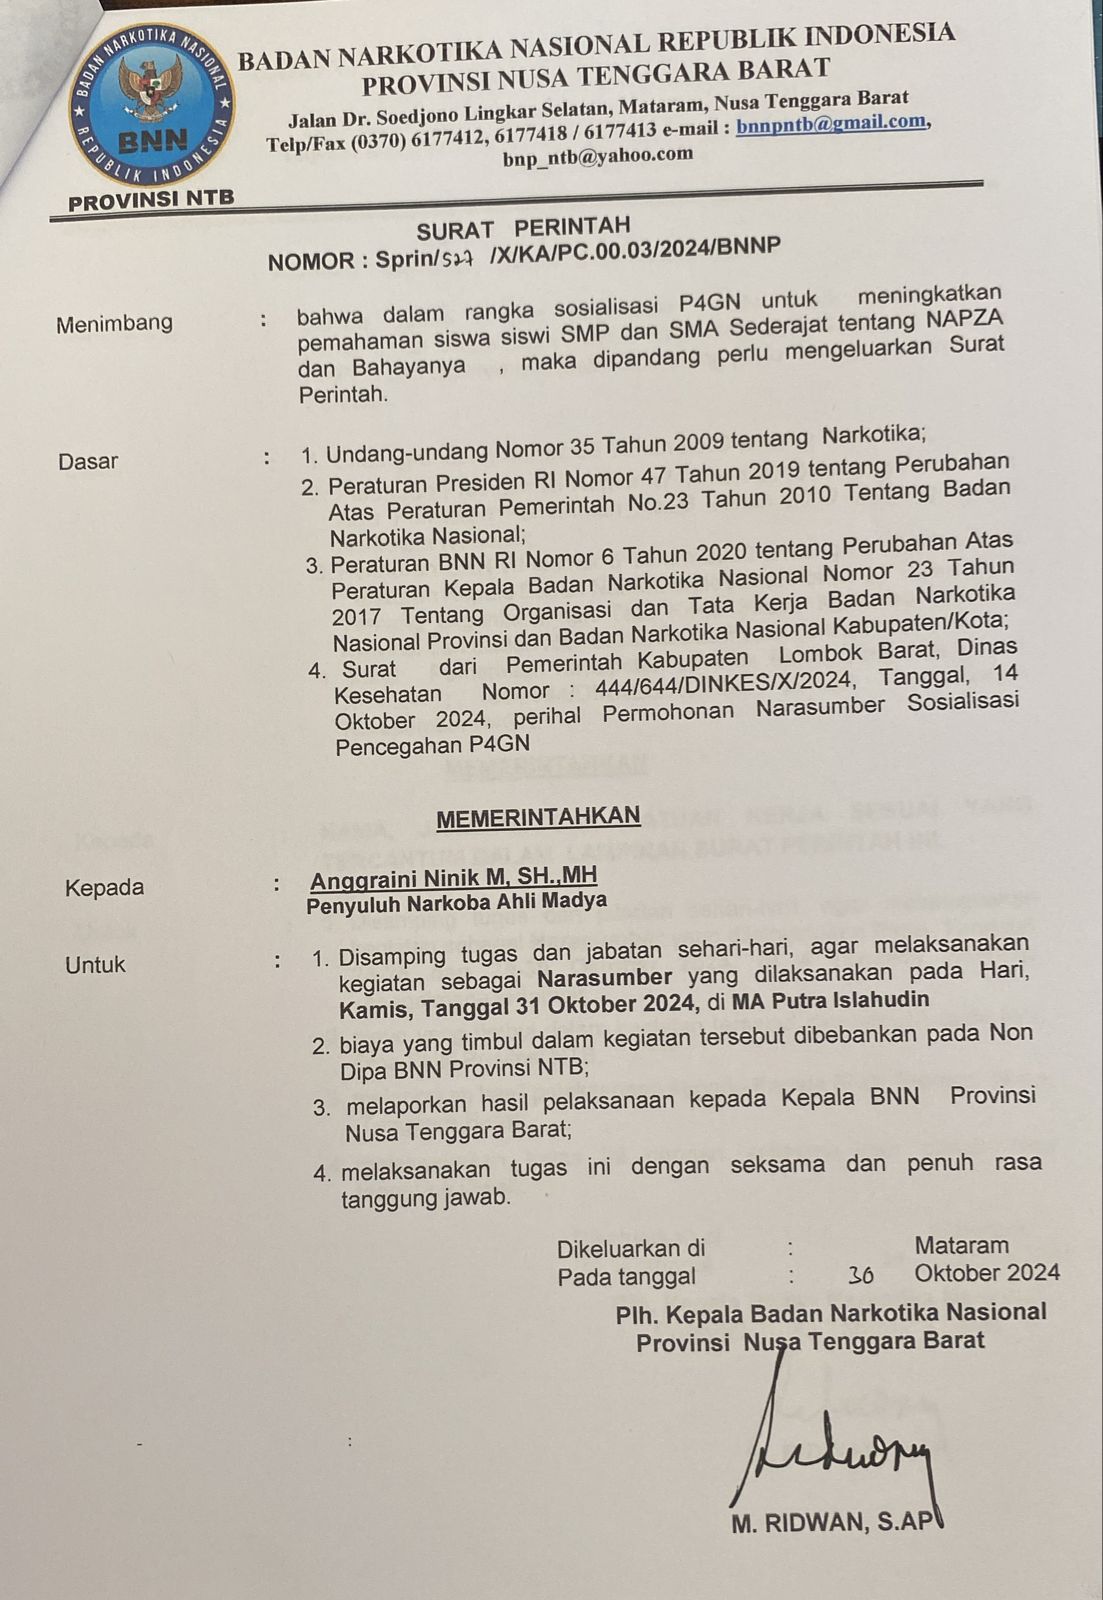 BADAN NARKOTIKA NASIONAL
REPUBLIK INDONESIA
BNN
PROVINSI NTB
BADAN NARKOTIKA NASIONAL REPUBLIK INDONESIA
PROVINSI NUSA TENGGARA BARAT
Jalan Dr. Soedjono Lingkar Selatan, Mataram, Nusa Tenggara Barat
Telp/Fax (0370) 6177412, 6177418 / 6177413 e-mail : bnnpntb@gmail.com,
bnp_ntb@yahoo.com
SURAT PERINTAH
NOMOR : Sprin/527 /X/KA/PC.00.03/2024/BNNP
Menimbang : bahwa dalam rangka sosialisasi P4GN untuk meningkatkan
pemahaman siswa siswi SMP dan SMA Sederajat tentang NAPZA
dan Bahayanya , maka dipandang perlu mengeluarkan Surat
Perintah.
Dasar : 1. Undang-undang Nomor 35 Tahun 2009 tentang Narkotika;
2. Peraturan Presiden RI Nomor 47 Tahun 2019 tentang Perubahan
Atas Peraturan Pemerintah No.23 Tahun 2010 Tentang Badan
Narkotika Nasional;
3. Peraturan BNN RI Nomor 6 Tahun 2020 tentang Perubahan Atas
Peraturan Kepala Badan Narkotika Nasional Nomor 23 Tahun
2017 Tentang Organisasi dan Tata Kerja Badan Narkotika
Nasional Provinsi dan Badan Narkotika Nasional Kabupaten/Kota;
4. Surat dari Pemerintah Kabupaten Lombok Barat, Dinas
Kesehatan Nomor : 444/644/DINKES/X/2024, Tanggal, 14
Oktober 2024, perihal Permohonan Narasumber Sosialisasi
Pencegahan P4GN
MEMERINTAHKAN
Kepada : Anggraini Ninik M, SH.,MH
Penyuluh Narkoba Ahli Madya
Untuk : 1. Disamping tugas dan jabatan sehari-hari, agar melaksanakan
kegiatan sebagai Narasumber yang dilaksanakan pada Hari,
Kamis, Tanggal 31 Oktober 2024, di MA Putra Islahudin
2. biaya yang timbul dalam kegiatan tersebut dibebankan pada Non
Dipa BNN Provinsi NTB;
3. melaporkan hasil pelaksanaan kepada Kepala BNN Provinsi
Nusa Tenggara Barat;
4. melaksanakan tugas ini dengan seksama dan penuh rasa
tanggung jawab.
Dikeluarkan di : Mataram
Pada tanggal : 30 Oktober 2024
Plh. Kepala Badan Narkotika Nasional
Provinsi Nusa Tenggara Barat
M. RIDWAN, S.AP